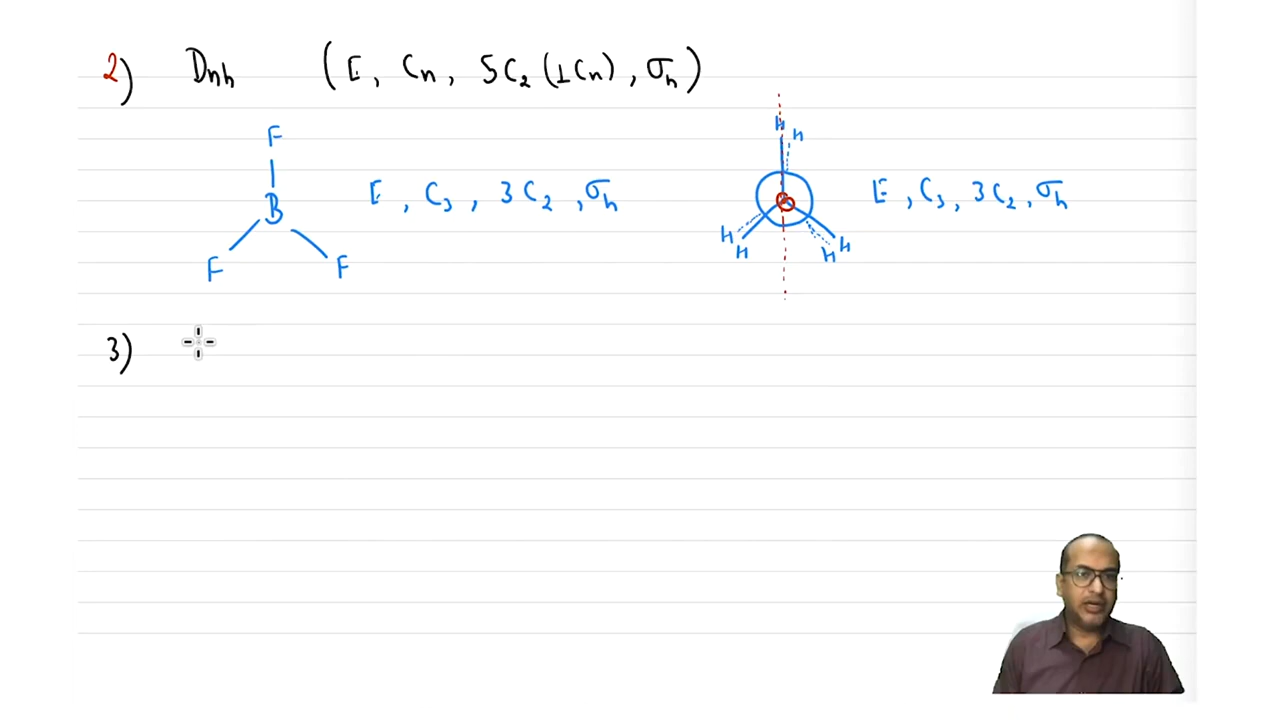 2) Dnh (E, Cn, 5C2 (⊥Cn), σh)
F
B
F F
E, C3, 3C2, σh
H H
H H H H
E, C3, 3C2, σh
3)